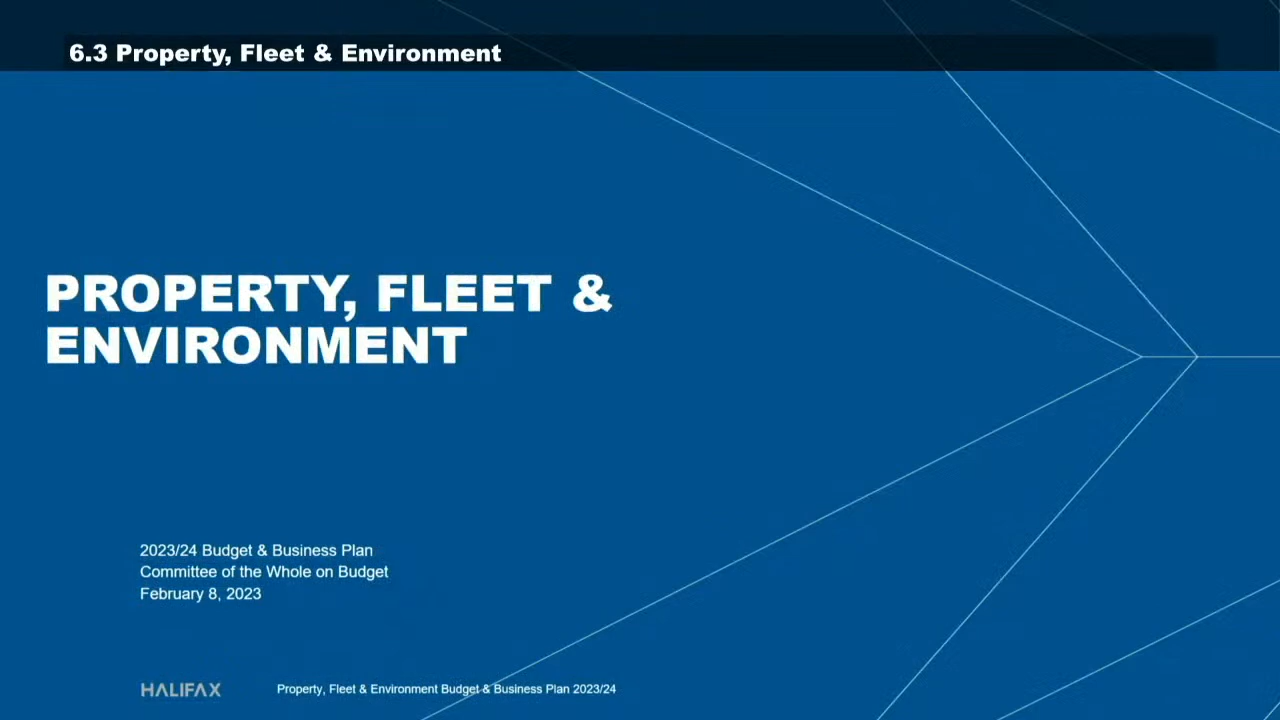 6.3 Property, Fleet & Environment
PROPERTY, FLEET &
ENVIRONMENT
2023/24 Budget & Business Plan
Committee of the Whole on Budget
February 8, 2023
HALIFAX
Property, Fleet & Environment Budget & Business Plan 2023/24